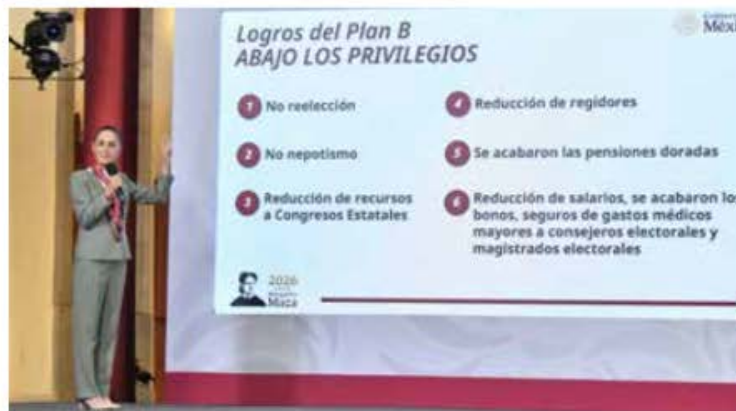 Logros del Plan B
ABAJO LOS PRIVILEGIOS
1 No reelección
2 No nepotismo
3 Reducción de recursos
a Congresos Estatales
4 Reducción de regidores
5 Se acabaron las pensiones doradas
6 Reducción de salarios, se acabaron los
bonos, seguros de gastos médicos
mayores a consejeros electorales y
magistrados electorales
2026
Maza